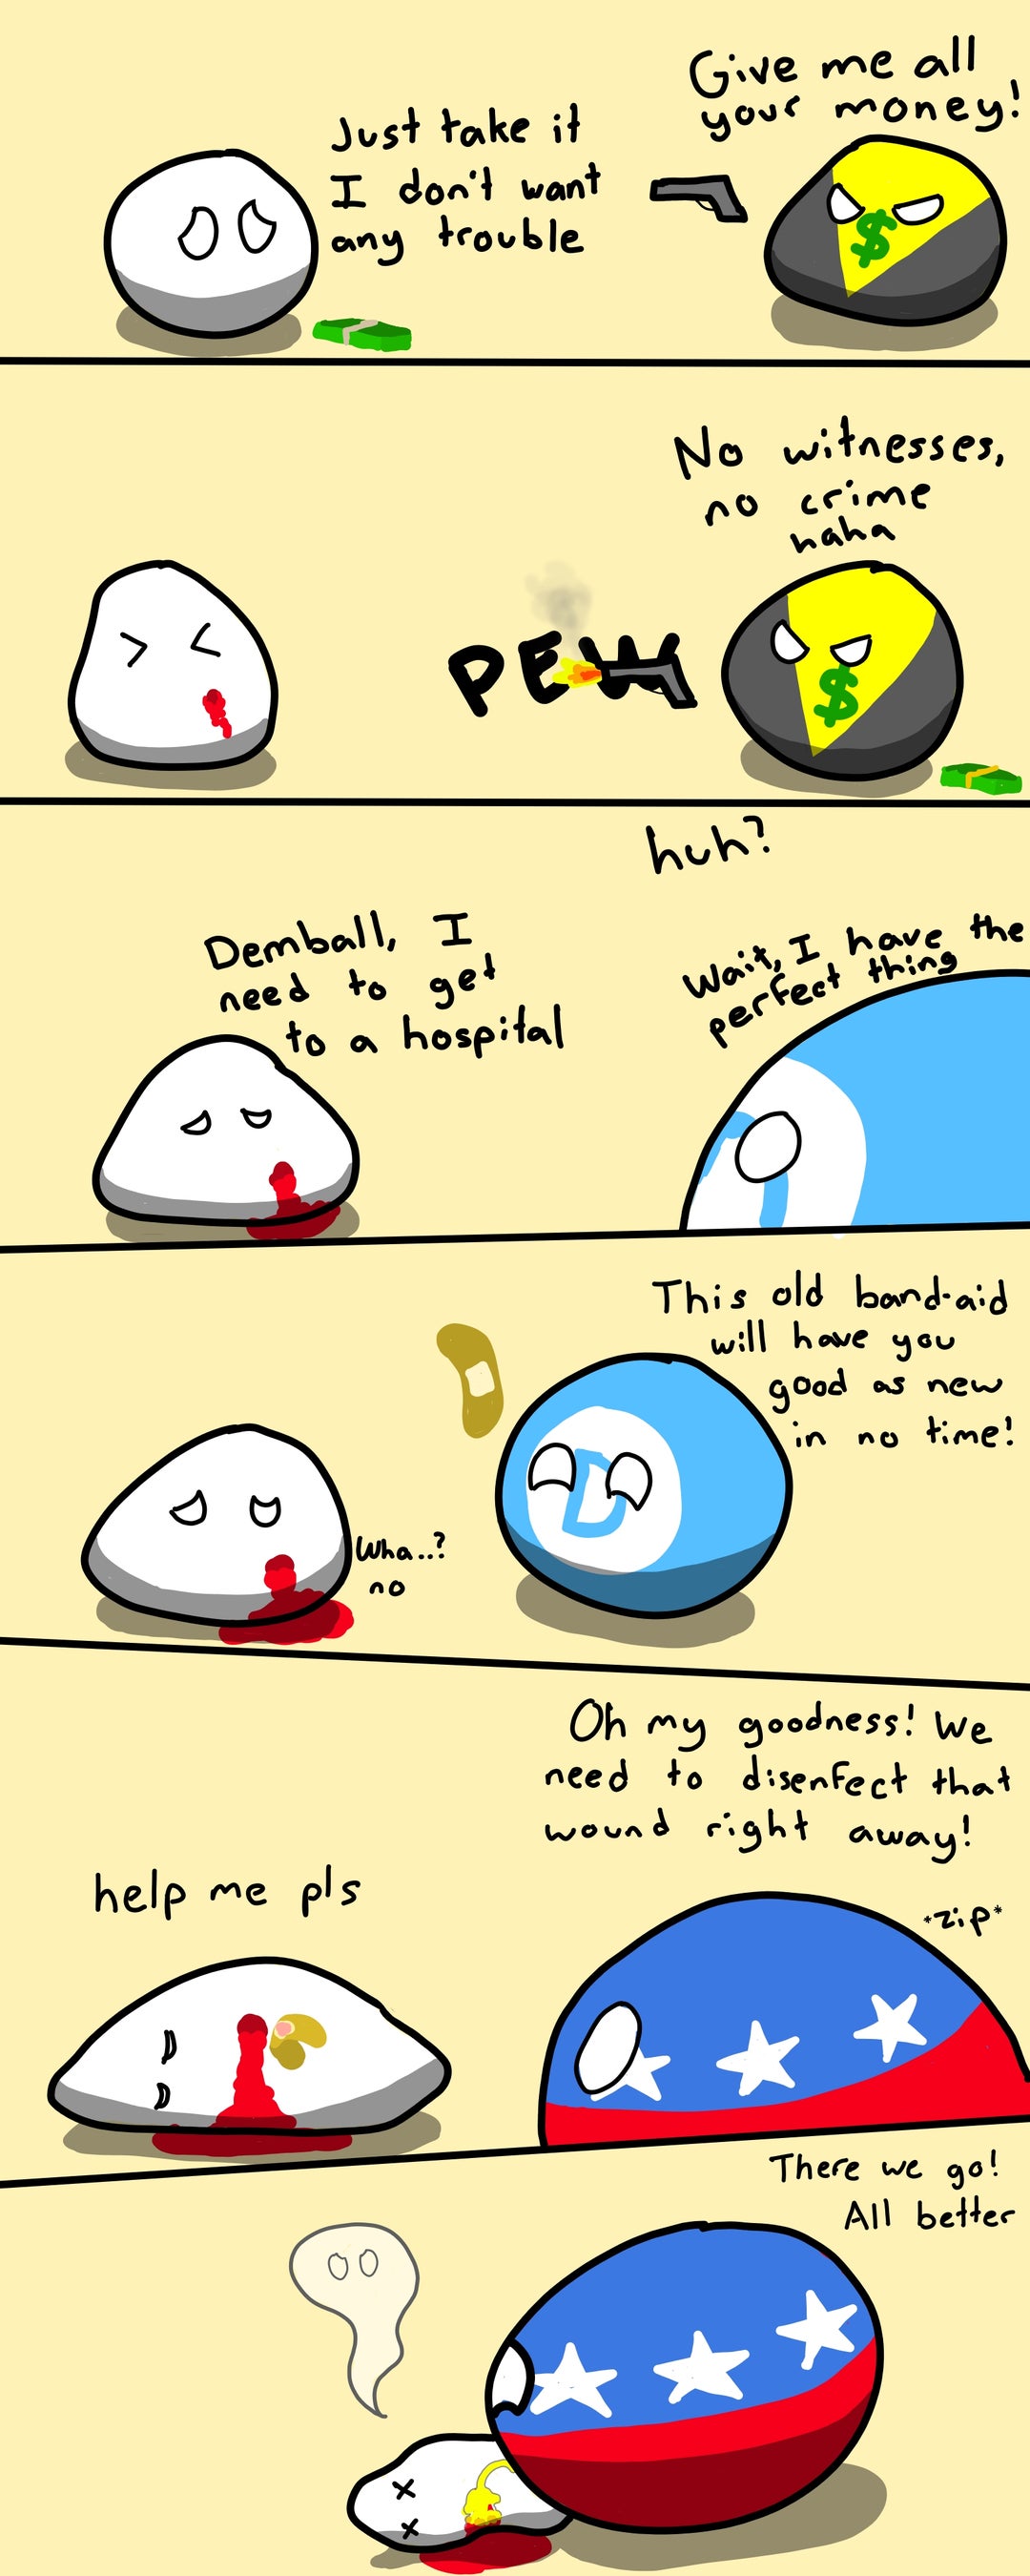 Give me all
your money!
Just take it
I don't want
any trouble
$
No witnesses,
no crime
haha
PEW
$
huh?
Demball, I
need to get
to a hospital
Wait, I have the
perfect thing
This old band-aid
will have you
good as new
in no time!
Wha..?
no
D
Oh my goodness! We
need to disenfect that
wound right away!
help me pls
*zip*
There we go!
All better